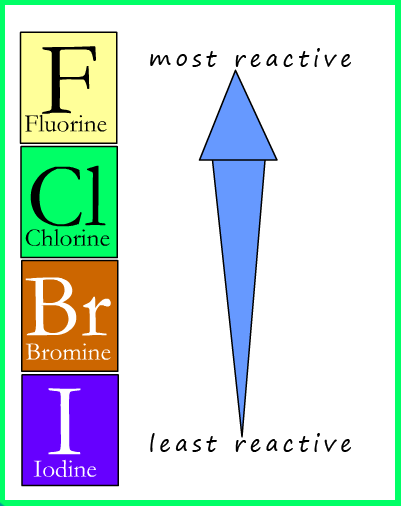 most reactive
F
Fluorine
Cl
Chlorine
Br
Bromine
I
Iodine
least reactive